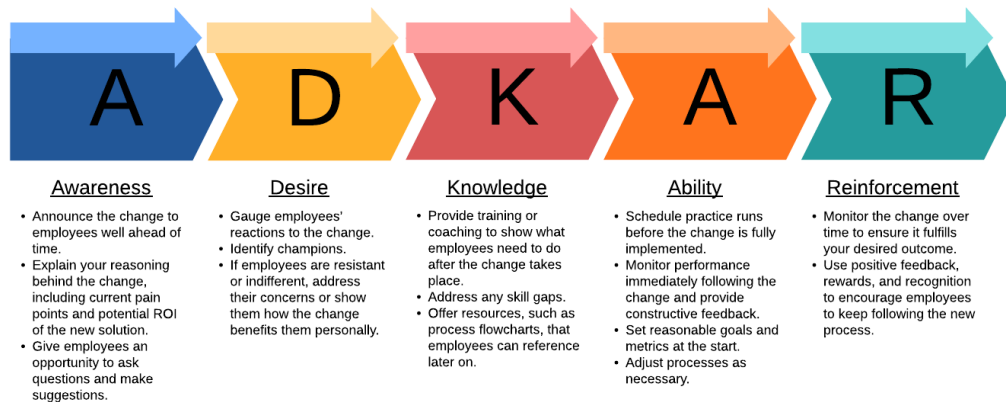 A
D
K
A
R
Awareness
• Announce the change to
employees well ahead of
time.
• Explain your reasoning
behind the change,
including current pain
points and potential ROI
of the new solution.
• Give employees an
opportunity to ask
questions and make
suggestions.
Desire
• Gauge employees'
reactions to the change.
• Identify champions.
• If employees are resistant
or indifferent, address
their concerns or show
them how the change
benefits them personally.
Knowledge
• Provide training or
coaching to show what
employees need to do
after the change takes
place.
• Address any skill gaps.
• Offer resources, such as
process flowcharts, that
employees can reference
later on.
Ability
• Schedule practice runs
before the change is fully
implemented.
• Monitor performance
immediately following the
change and provide
constructive feedback.
• Set reasonable goals and
metrics at the start.
• Adjust processes as
necessary.
Reinforcement
• Monitor the change over
time to ensure it fulfills
your desired outcome.
• Use positive feedback,
rewards, and recognition
to encourage employees
to keep following the new
process.